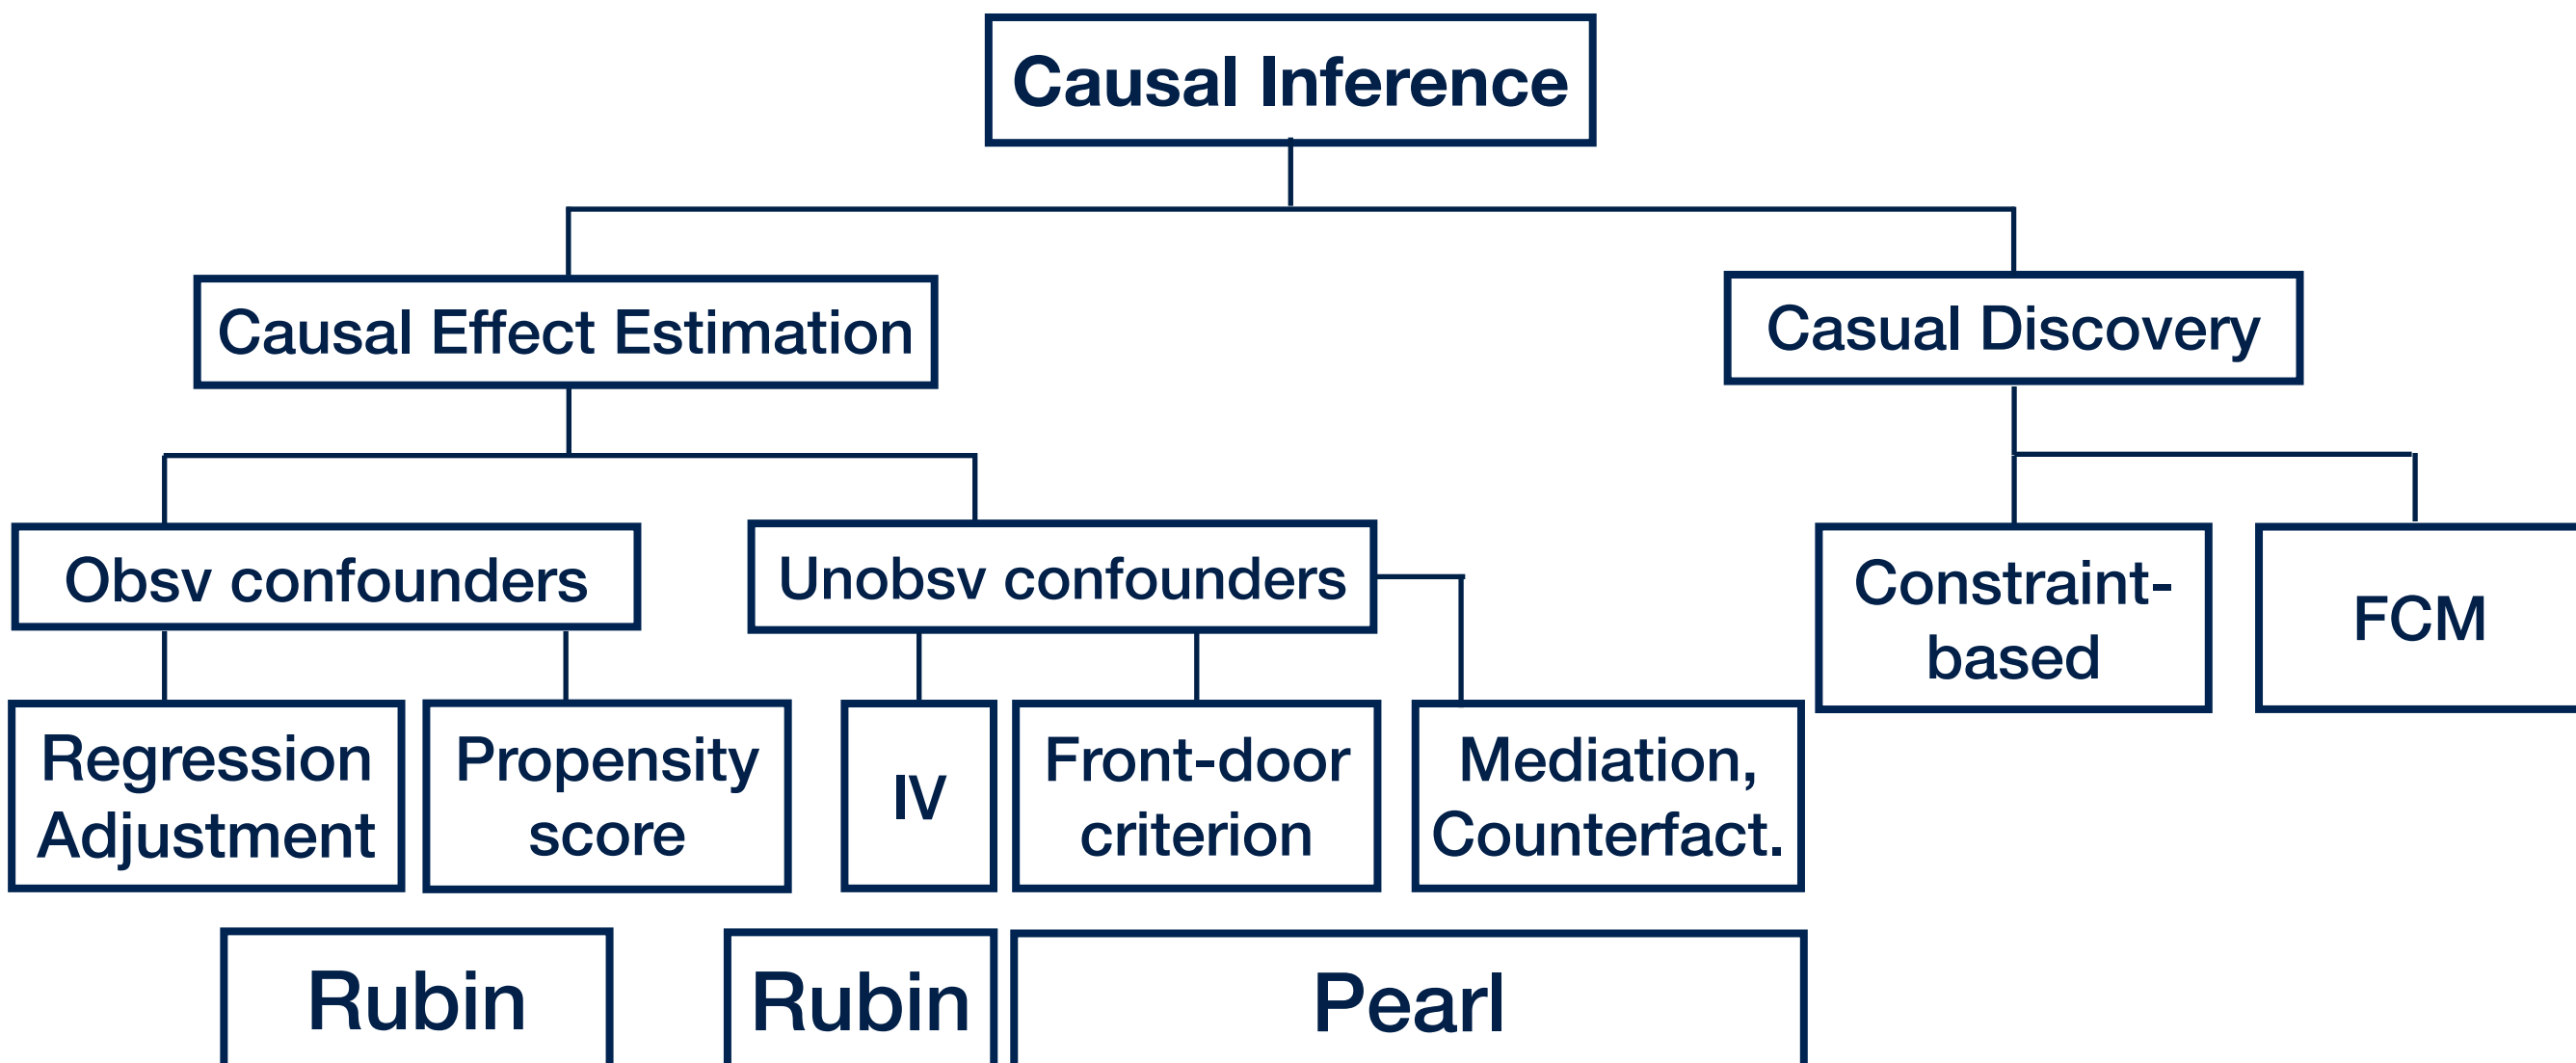 Causal Inference
Causal Effect Estimation
Casual Discovery
Obsv confounders
Unobsv confounders
Constraint-
based
FCM
Regression
Adjustment
Propensity
score
IV
Front-door
criterion
Mediation,
Counterfact.
Rubin
Rubin
Pearl